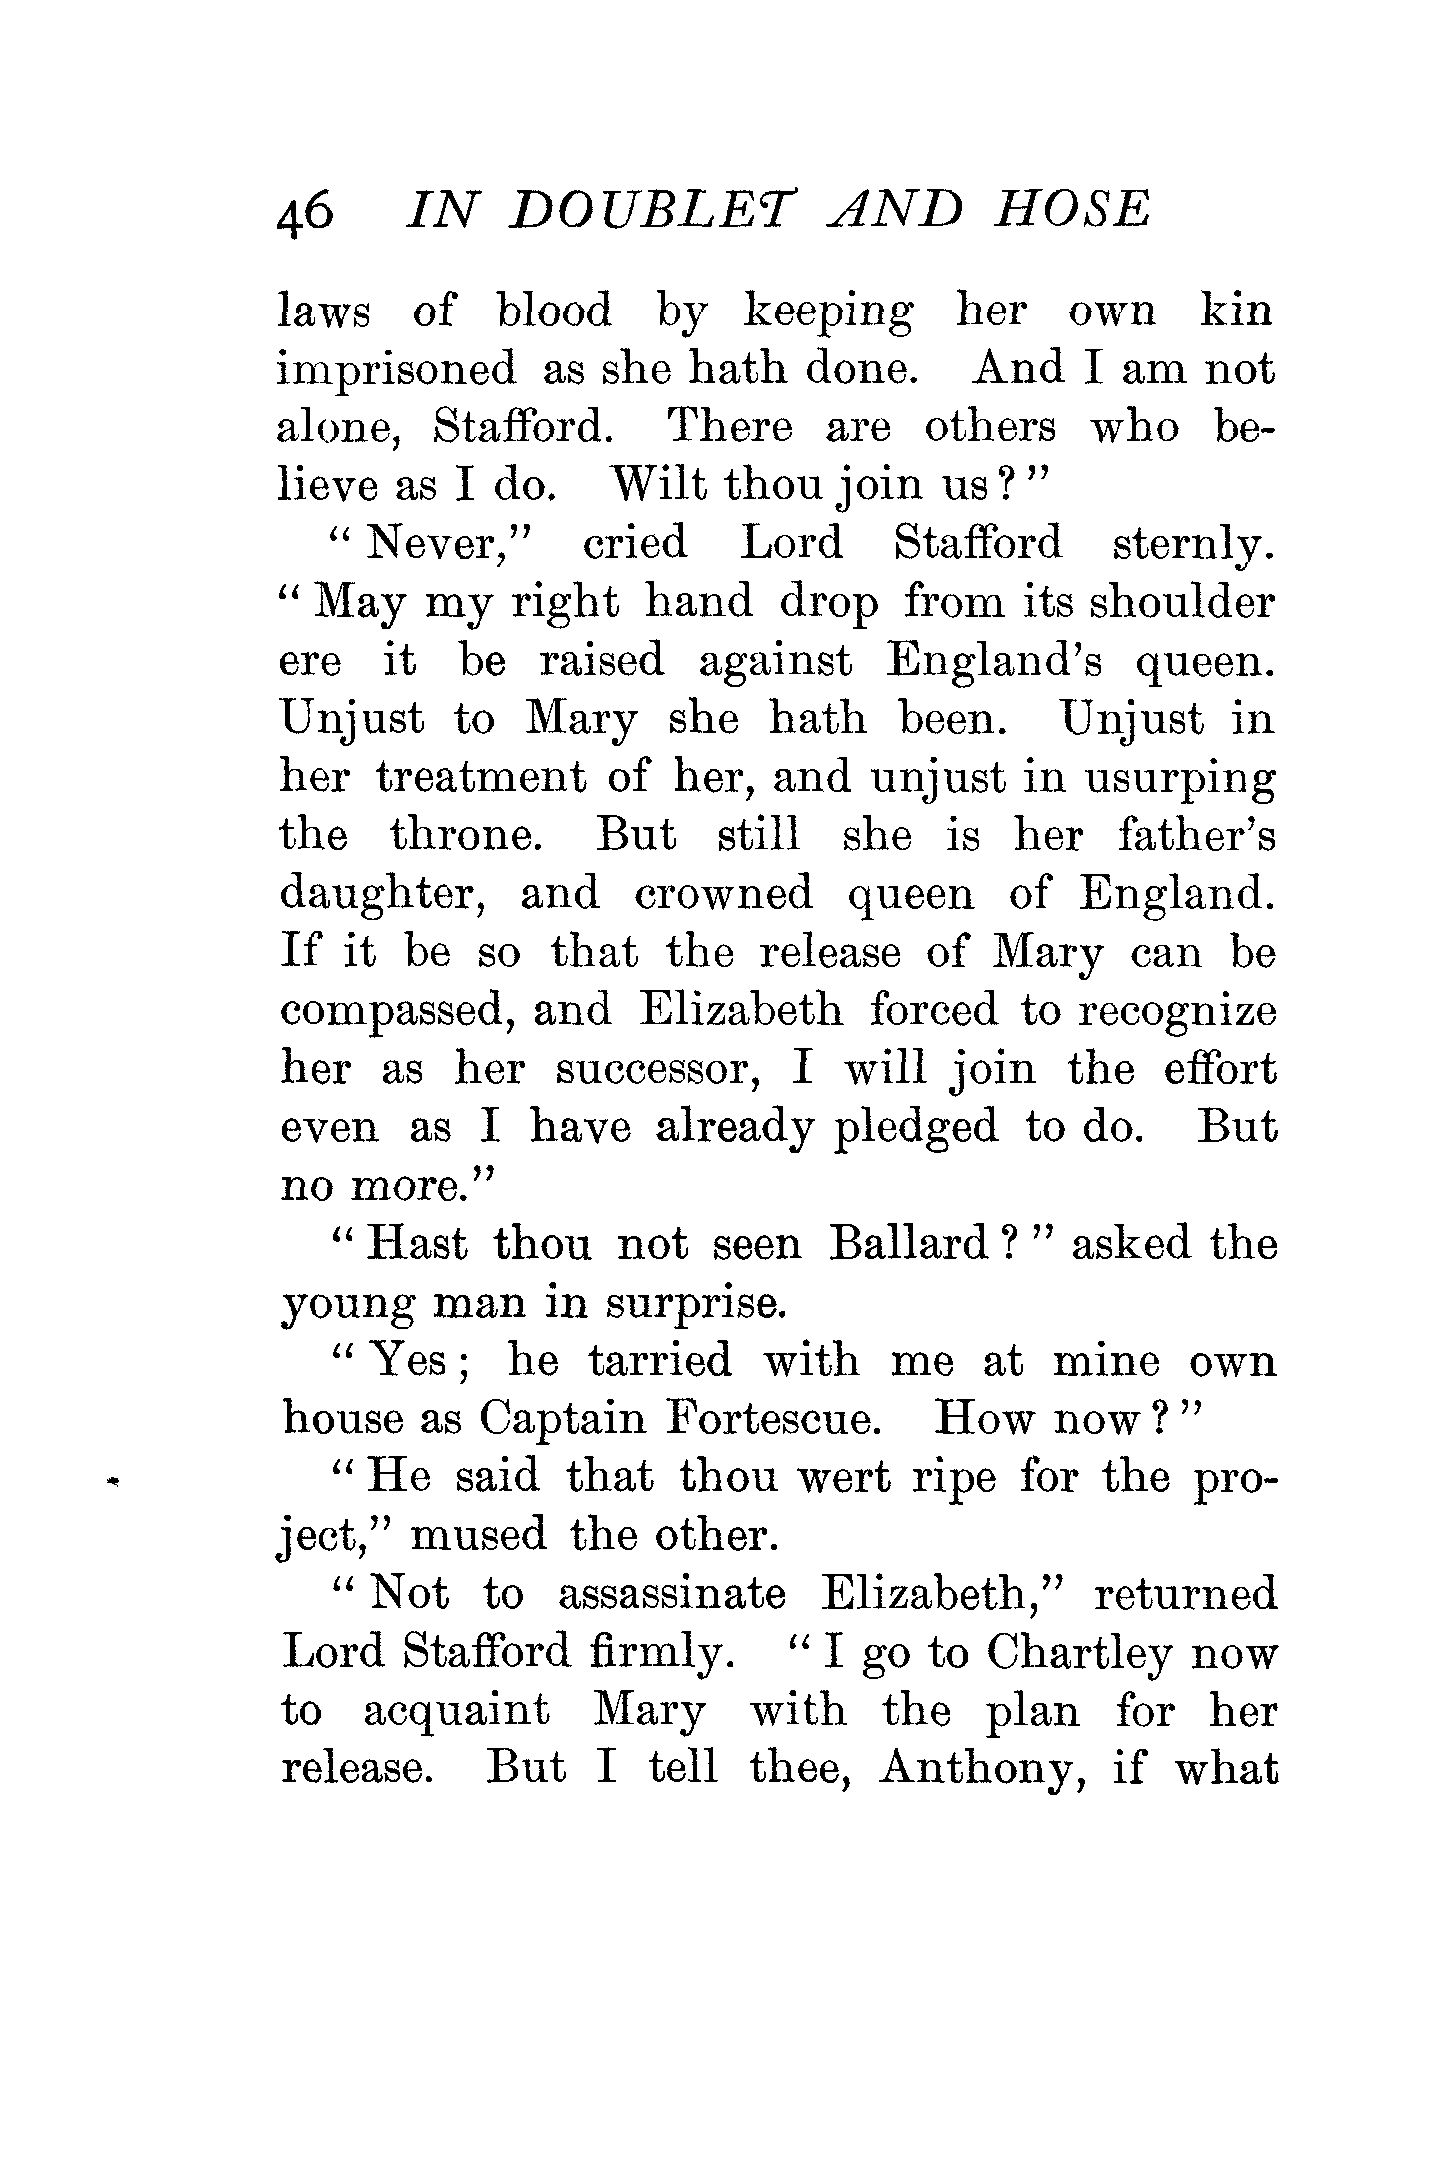 46 IN DOUBLET AND HOSE
laws of blood by keeping her own kin
imprisoned as she hath done. And I am not
alone, Stafford. There are others who be-
lieve as I do. Wilt thou join us?”
“Never,” cried Lord Stafford sternly.
“May my right hand drop from its shoulder
ere it be raised against England’s queen.
Unjust to Mary she hath been. Unjust in
her treatment of her, and unjust in usurping
the throne. But still she is her father’s
daughter, and crowned queen of England.
If it be so that the release of Mary can be
compassed, and Elizabeth forced to recognize
her as her successor, I will join the effort
even as I have already pledged to do. But
no more.”
“Hast thou not seen Ballard?” asked the
young man in surprise.
“Yes; he tarried with me at mine own
house as Captain Fortescue. How now?”
“He said that thou wert ripe for the pro-
ject,” mused the other.
“Not to assassinate Elizabeth,” returned
Lord Stafford firmly. “I go to Chartley now
to acquaint Mary with the plan for her
release. But I tell thee, Anthony, if what